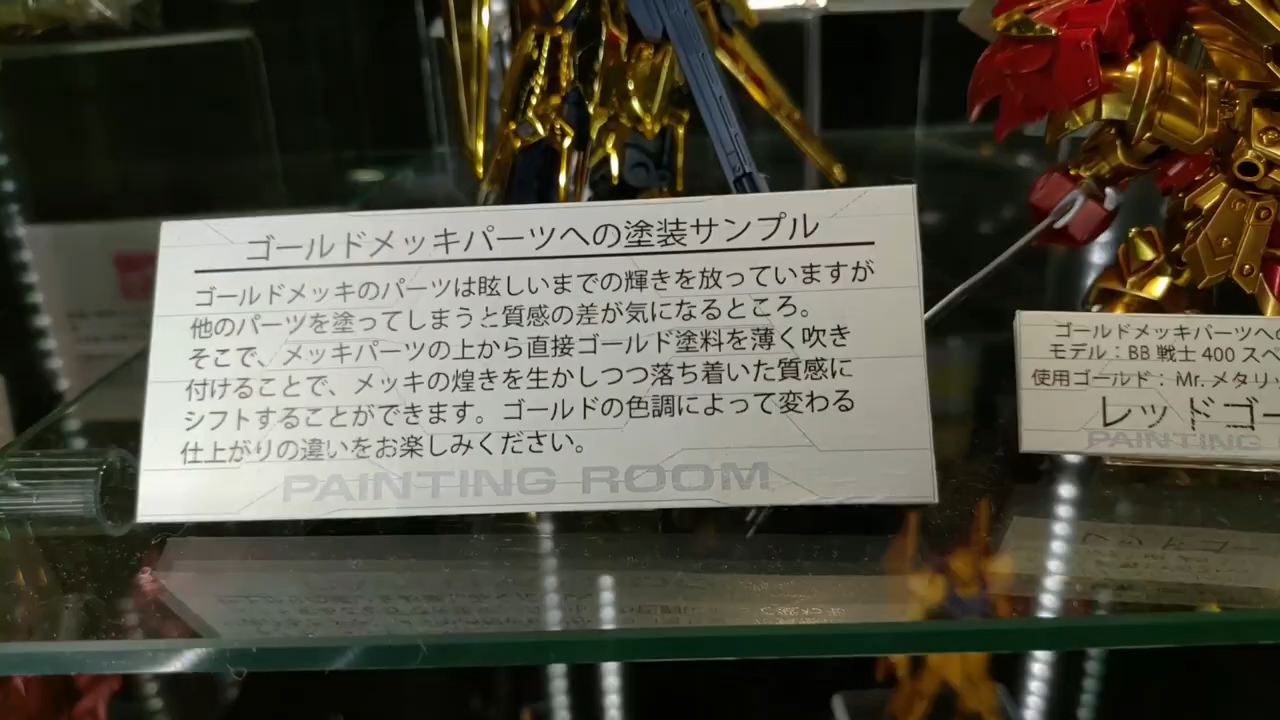 ゴールドメッキパーツへの塗装サンプル
ゴールドメッキのパーツは眩しいまでの輝きを放っていますが
他のパーツを塗ってしまうと質感の差が気になるところ。
そこで、メッキパーツの上から直接ゴールド塗料を薄く吹き
付けることで、メッキの煌きを生かしつつ落ち着いた質感に
シフトすることができます。ゴールドの色調によって変わる
仕上がりの違いをお楽しみください。
PAINTING ROOM
ゴールドメッキパーツへ
モデル：BB 戦士 400 スペ
使用ゴールド： Mr. メタリッ
レッドゴー
PAINTING